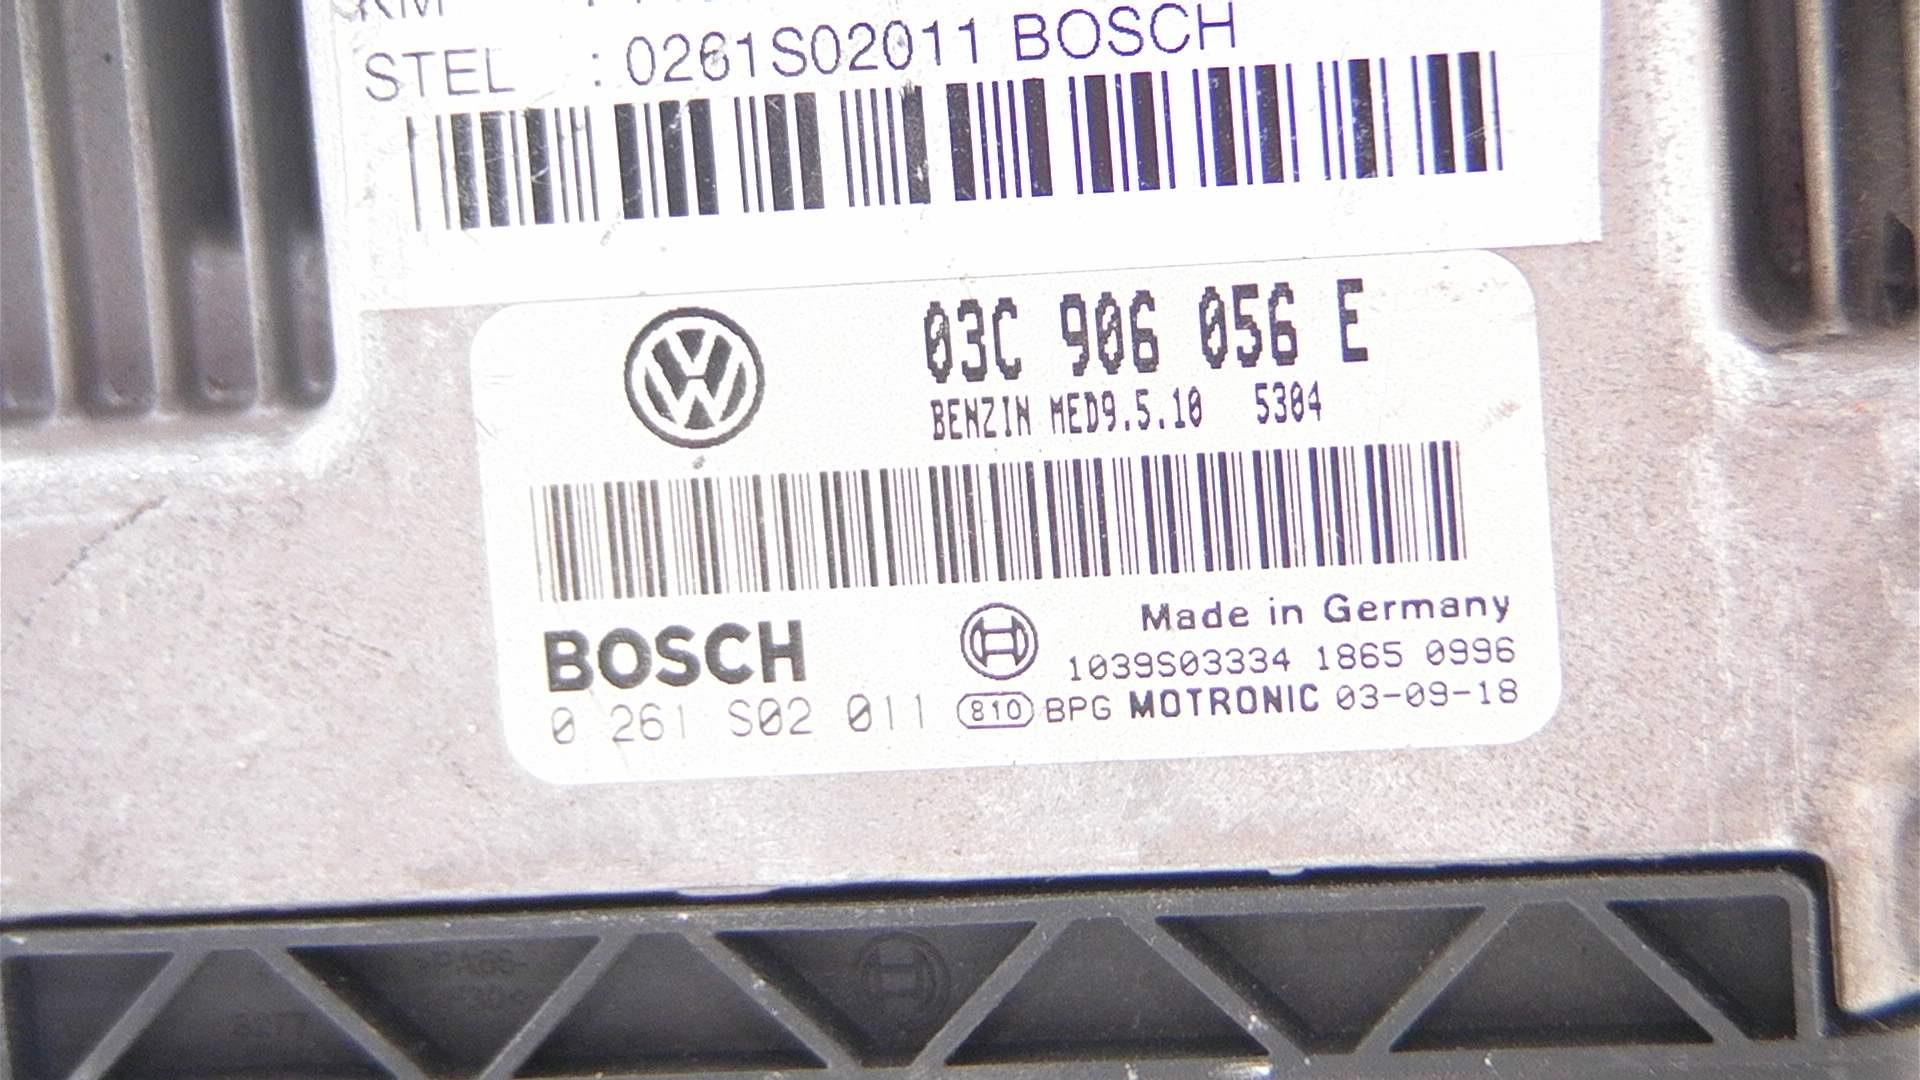 STEL : 0261S02011 BOSCH
03C 906 056 E
BENZIN MED9.5.10 5304
BOSCH
Made in Germany
1039S03334 1865 0996
0 261 S02 011 810 BPG MOTRONIC 03-09-18